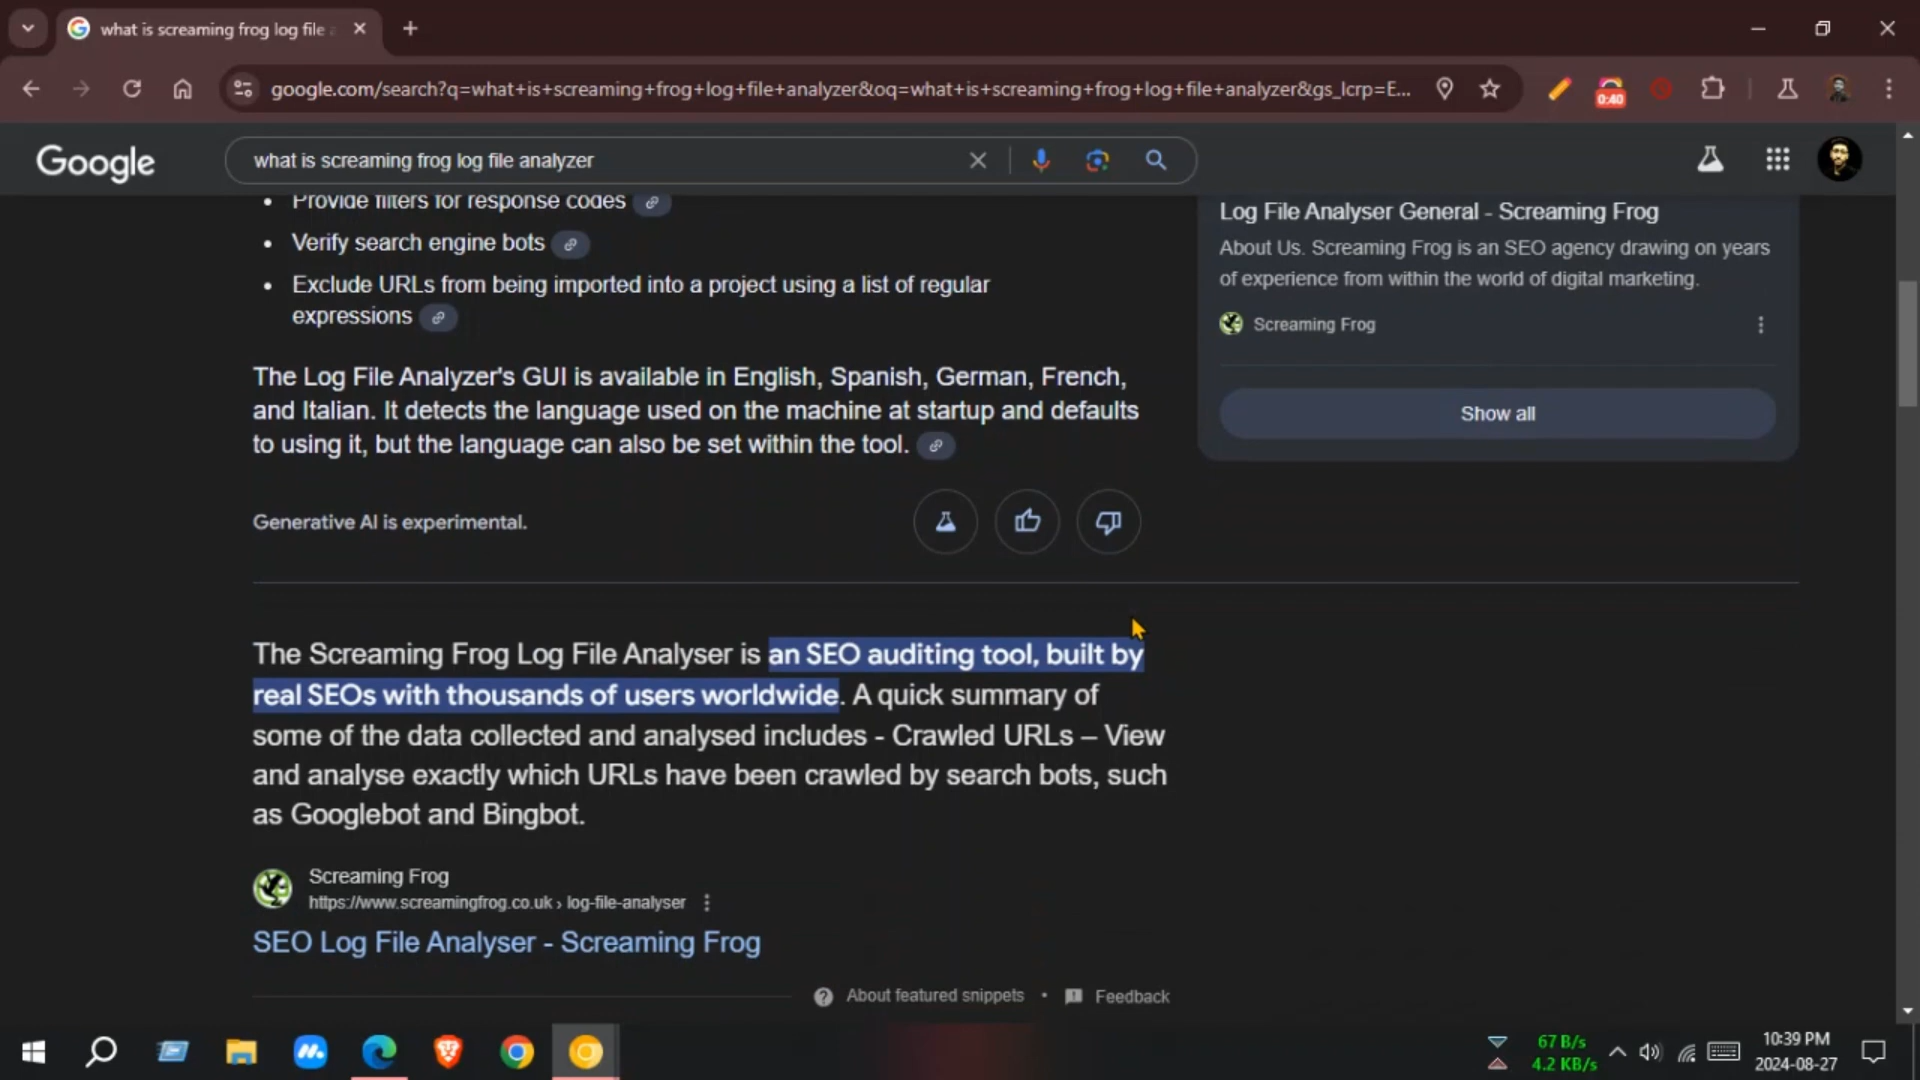 what is screaming frog log file
google.com/search?q=what+is+screaming+frog+log+file+analyzer&oq=what+is+screaming+frog+log+file+analyzer&gs_lcrp=E...
0:40
Google
what is screaming frog log file analyzer
Provide filters for response codes
Verify search engine bots
Exclude URLs from being imported into a project using a list of regular
expressions
The Log File Analyzer's GUI is available in English, Spanish, German, French,
and Italian. It detects the language used on the machine at startup and defaults
to using it, but the language can also be set within the tool.
Generative AI is experimental.
Log File Analyser General - Screaming Frog
About Us. Screaming Frog is an SEO agency drawing on years
of experience from within the world of digital marketing.
Screaming Frog
Show all
The Screaming Frog Log File Analyser is an SEO auditing tool, built by
real SEOs with thousands of users worldwide. A quick summary of
some of the data collected and analysed includes - Crawled URLs – View
and analyse exactly which URLs have been crawled by search bots, such
as Googlebot and Bingbot.
Screaming Frog
https://www.screamingfrog.co.uk › log-file-analyser
SEO Log File Analyser - Screaming Frog
About featured snippets • Feedback
67 B/s
4.2 KB/s
10:39 PM
2024-08-27